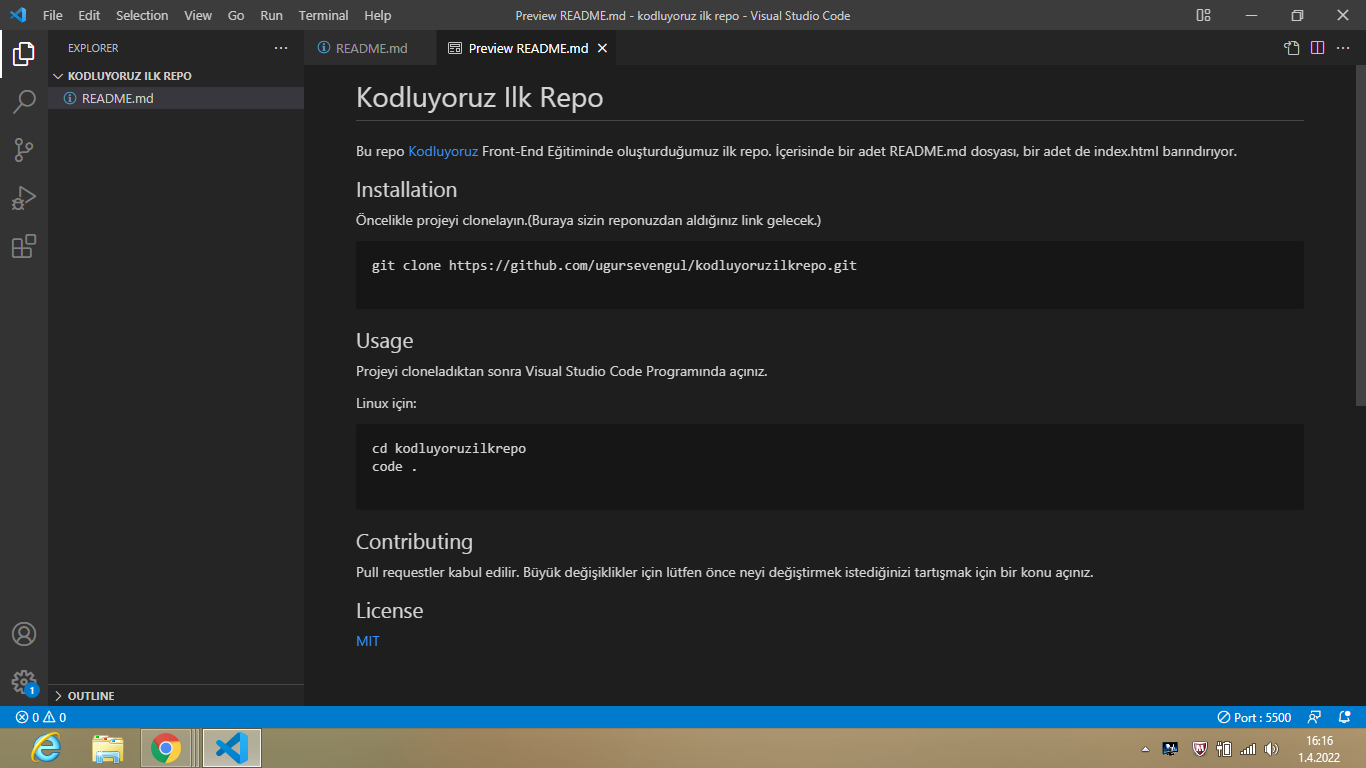 File Edit Selection View Go Run Terminal Help
Preview README.md - kodluyoruz ilk repo - Visual Studio Code
EXPLORER
README.md
Preview README.md
KODLUYORUZ ILK REPO
README.md
Kodluyoruz Ilk Repo
Bu repo Kodluyoruz Front-End Eğitiminde oluşturduğumuz ilk repo. İçerisinde bir adet README.md dosyası, bir adet de index.html barındırıyor.
Installation
Öncelikle projeyi clonelayın.(Buraya sizin reponuzdan aldığınız link gelecek.)
git clone https://github.com/ugursevengul/kodluyoruzilkrepo.git
Usage
Projeyi cloneladıktan sonra Visual Studio Code Programında açınız.
Linux için:
cd kodluyoruzilkrepo
code .
Contributing
Pull requestler kabul edilir. Büyük değişiklikler için lütfen önce neyi değiştirmek istediğinizi tartışmak için bir konu açınız.
License
MIT
1
OUTLINE
0 0
Port : 5500
16:16
1.4.2022